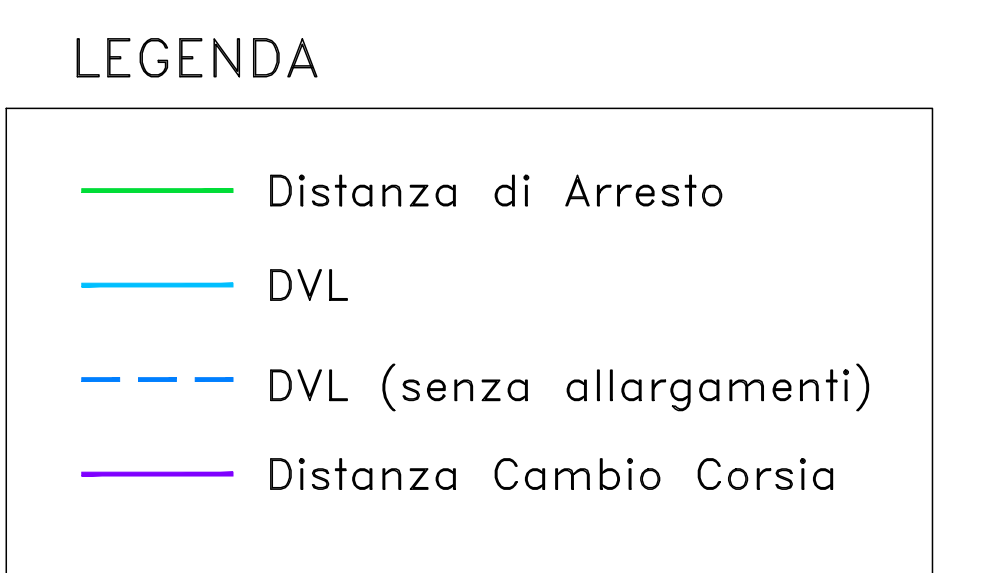 LEGENDA
Distanza di Arresto
DVL
DVL (senza allargamenti)
Distanza Cambio Corsia